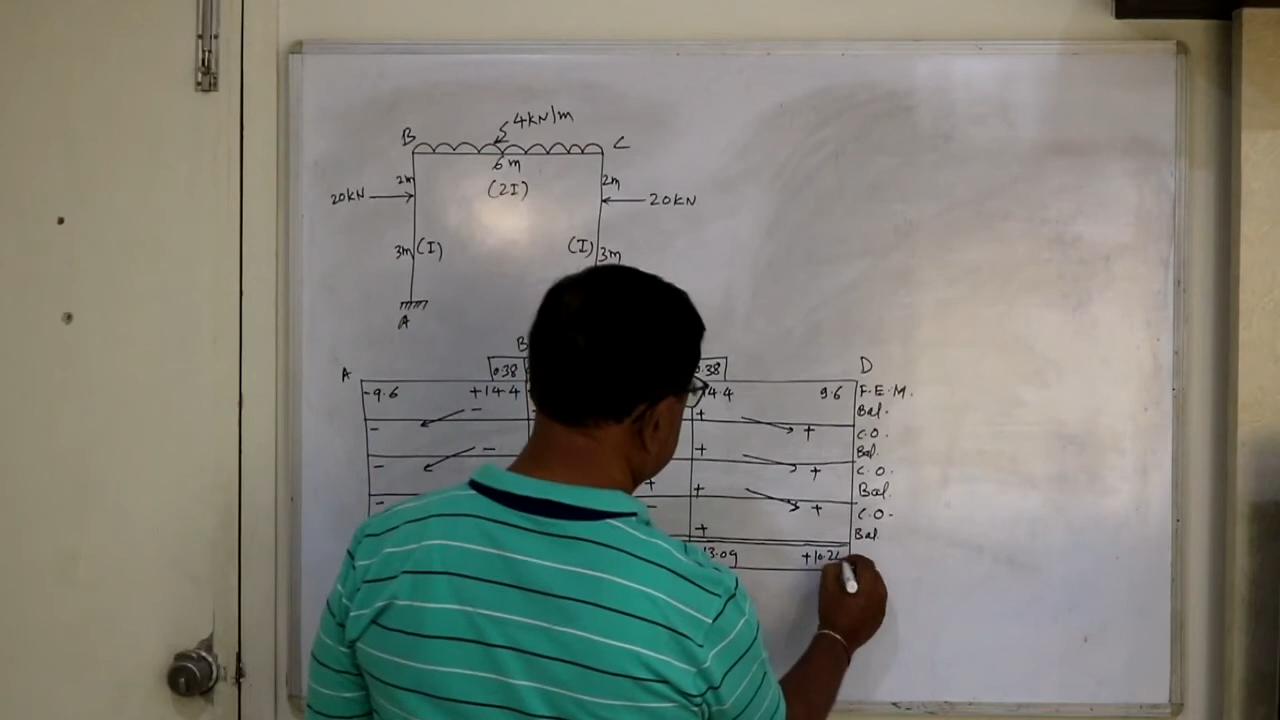 4kN/m
B C
6m
2m 2m
(2I)
20kN 20kN
3m (I) (I) 3m
A
B
A 0.38 0.38 D
-9.6 +14.4 14.4 9.6 F.E.M.
- + Bal.
- + C.O.
- + Bal.
- + C.O.
+ + Bal.
- - + C.O.
+ Bal.
13.09 +10.2